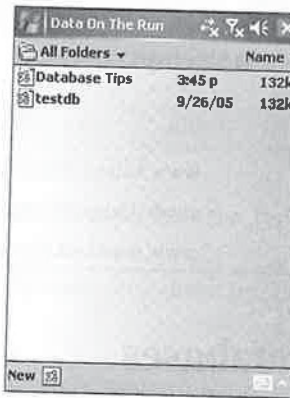 Data On The Run
All Folders Name
Database Tips 3:45 p 132k
testdb 9/26/05 132k
New